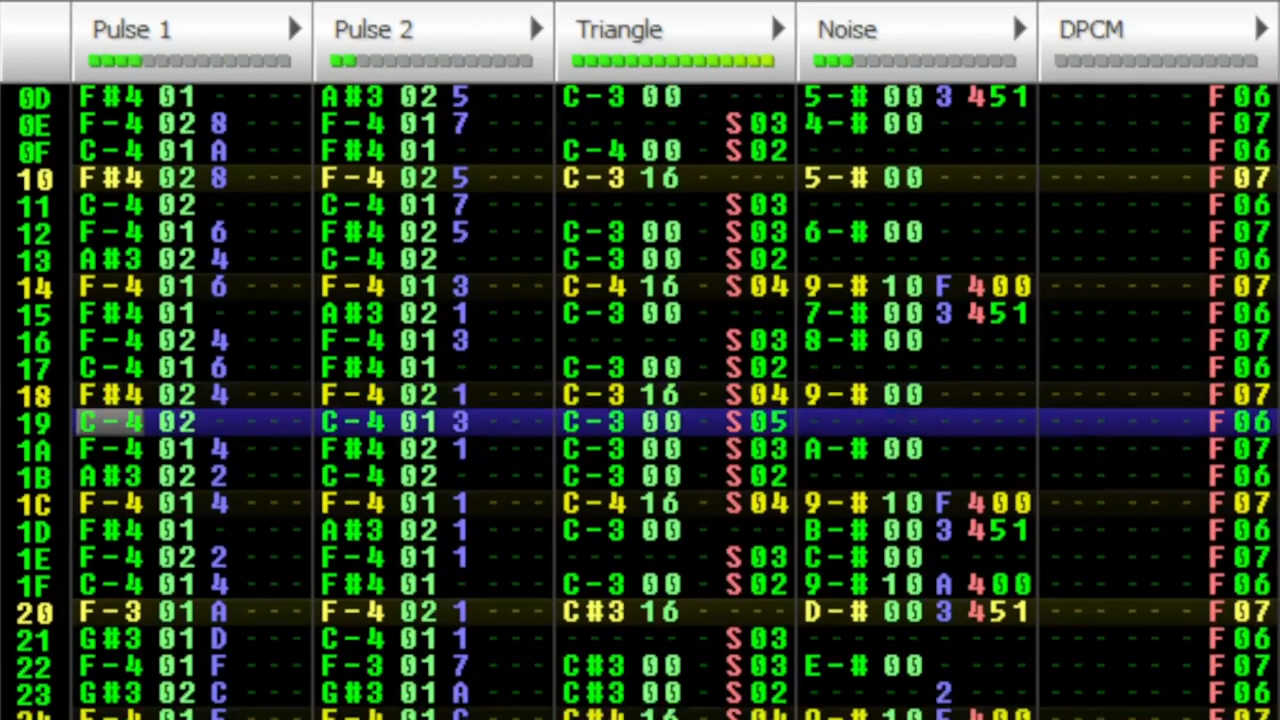 Pulse 1 Pulse 2 Triangle Noise DPCM
0D F#4 01 - - - - A#3 02 5 - - - C-3 00 - - - - 5-# 00 3 451 - - - - - - F06
0E F-4 02 8 - - - F-4 01 7 - - - - - - - - - S03 4-# 00 - - - - - - - - - - F07
0F C-4 01 A - - - F#4 01 - - - - C-4 00 - S02 - - - - - - - - - - - - - - - F06
10 F#4 02 8 - - - F-4 02 5 - - - C-3 16 - - - - 5-# 00 - - - - - - - - - - F07
11 C-4 02 - - - - C-4 01 7 - - - - - - - - - S03 - - - - - - - - - - - - - - - F06
12 F-4 01 6 - - - F#4 02 5 - - - C-3 00 - S03 6-# 00 - - - - - - - - - - F07
13 A#3 02 4 - - - C-4 02 - - - - C-3 00 - S02 - - - - - - - - - - - - - - - F06
14 F-4 01 6 - - - F-4 01 3 - - - C-4 16 - S04 9-# 10 F 400 - - - - - - F07
15 F#4 01 - - - - A#3 02 1 - - - C-3 00 - - - - 7-# 00 3 451 - - - - - - F06
16 F-4 02 4 - - - F-4 01 3 - - - - - - - - - S03 8-# 00 - - - - - - - - - - F07
17 C-4 01 6 - - - F#4 01 - - - - C-3 00 - S02 - - - - - - - - - - - - - - - F06
18 F#4 02 4 - - - F-4 02 1 - - - C-3 16 - S04 9-# 00 - - - - - - - - - - F07
19 C-4 02 - - - - C-4 01 3 - - - C-3 00 - S05 - - - - - - - - - - - - - - - F06
1A F-4 01 4 - - - F#4 02 1 - - - C-3 00 - S03 A-# 00 - - - - - - - - - - F07
1B A#3 02 2 - - - C-4 02 - - - - C-3 00 - S02 - - - - - - - - - - - - - - - F06
1C F-4 01 4 - - - F-4 01 1 - - - C-4 16 - S04 9-# 10 F 400 - - - - - - F07
1D F#4 01 - - - - A#3 02 1 - - - C-3 00 - - - - B-# 00 3 451 - - - - - - F06
1E F-4 02 2 - - - F-4 01 1 - - - - - - - - - S03 C-# 00 - - - - - - - - - - F07
1F C-4 01 4 - - - F#4 01 - - - - C-3 00 - S02 9-# 10 A 400 - - - - - - F06
20 F-3 01 A - - - F-4 02 1 - - - C#3 16 - - - - D-# 00 3 451 - - - - - - F07
21 G#3 01 D - - - C-4 01 1 - - - - - - - - - S03 - - - - - - - - - - - - - - - F06
22 F-4 01 F - - - F-3 01 7 - - - C#3 00 - S03 E-# 00 - - - - - - - - - - F07
23 G#3 02 C - - - G#3 01 A - - - C#3 00 - S02 - - - - - 2 - - - - - - - - - F06